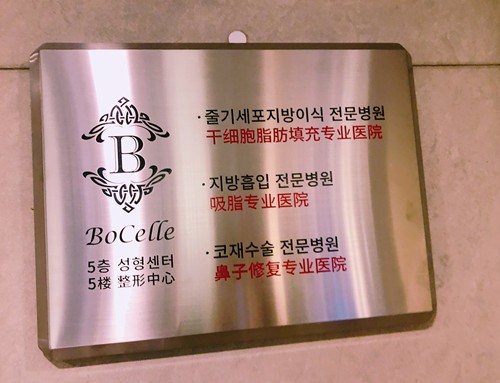 B
BoCelle
5층 성형센터
5楼 整形中心
·줄기세포지방이식 전문병원
干细胞脂肪填充专业医院
·지방흡입 전문병원
吸脂专业医院
·코재수술 전문병원
鼻子修复专业医院